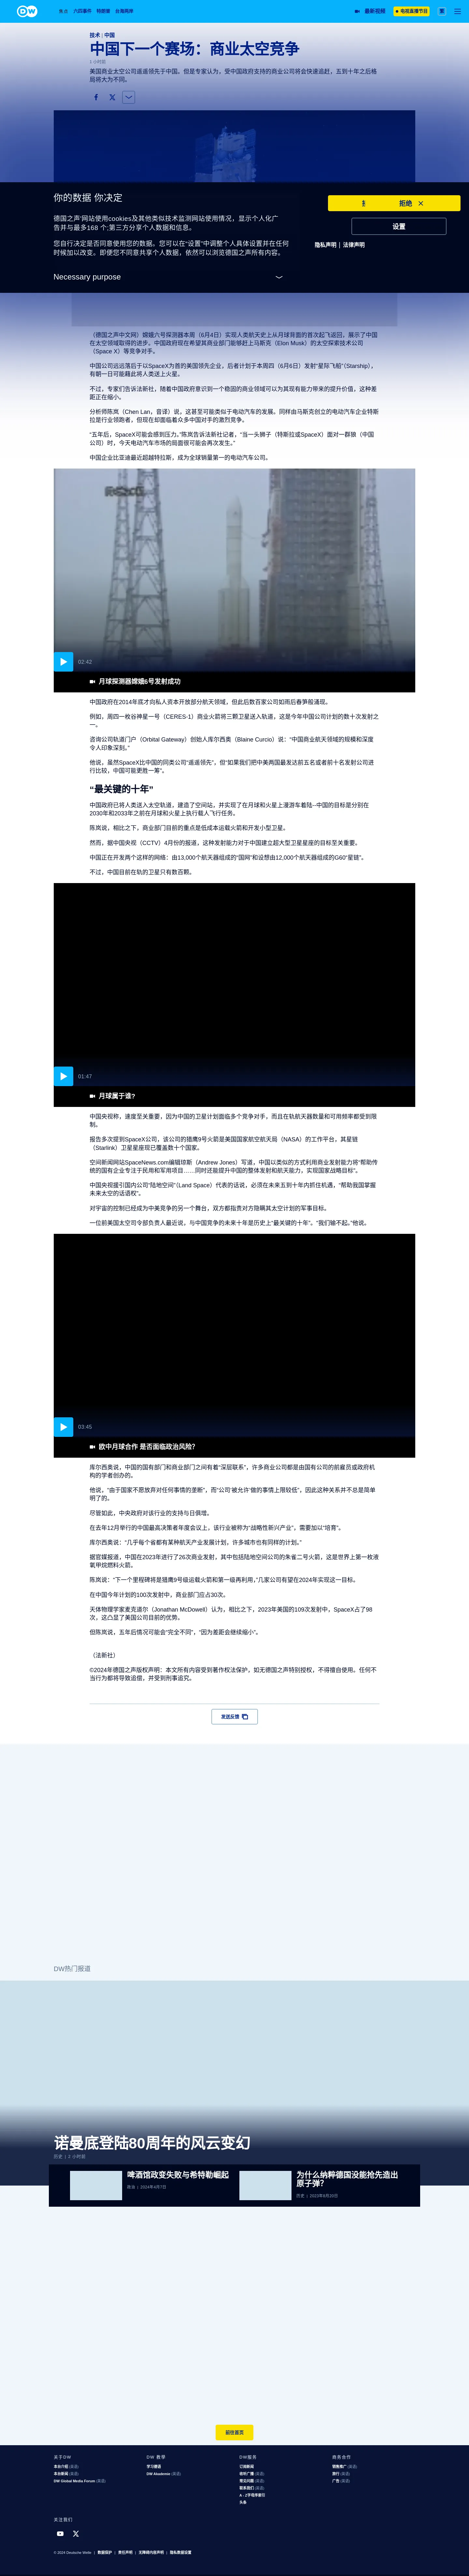 DW
焦点
六四事件
特朗普
台海两岸
最新视频
电视直播节目
技术 | 中国
中国下一个赛场：商业太空竞争
1 小时前
美国商业太空公司遥遥领先于中国。但是专家认为，受中国政府支持的商业公司将会快速追赶，五到十年之后格局将大为不同。
你的数据 你决定
德国之声'网站使用cookies及其他类似技术监测网站使用情况，显示个人化广告并与最多168 个;第三方分享个人数据和信息。
您自行决定是否同意使用您的数据。您可以在"设置"中调整个人具体设置并在任何时候加以改变。即便您不同意共享个人数据，依然可以浏览德国之声所有内容。
Necessary purpose
拒绝
设置
隐私声明 | 法律声明
（德国之声中文网）嫦娥六号探测器本周（6月4日）实现人类航天史上从月球背面的首次起飞返回，展示了中国在太空领域取得的进步。中国政府现在希望其商业部门能够赶上马斯克（Elon Musk）的太空探索技术公司（Space X）等竞争对手。
中国公司远远落后于以SpaceX为首的美国领先企业，后者计划于本周四（6月6日）发射"星际飞船"（Starship），有朝一日可能藉此将人类送上火星。
不过，专家们告诉法新社，随着中国政府意识到一个稳固的商业领域可以为其现有能力带来的提升价值，这种差距正在缩小。
分析师陈岚（Chen Lan，音译）说，这甚至可能类似于电动汽车的发展。同样由马斯克创立的电动汽车企业特斯拉是行业领跑者，但现在却面临着众多中国对手的激烈竞争。
"五年后，SpaceX可能会感到压力。"陈岚告诉法新社记者，"当一头狮子（特斯拉或SpaceX）面对一群狼（中国公司）时，今天电动汽车市场的局面很可能会再次发生。"
中国企业比亚迪最近超越特拉斯，成为全球销量第一的电动汽车公司。
02:42
月球探测器嫦娥6号发射成功
中国政府在2014年底才向私人资本开放部分航天领域，但此后数百家公司如雨后春笋般涌现。
例如，周四一枚谷神星一号（CERES-1）商业火箭将三颗卫星送入轨道，这是今年中国公司计划的数十次发射之一。
咨询公司轨道门户（Orbital Gateway）创始人库尔西奥（Blaine Curcio）说："中国商业航天领域的规模和深度令人印象深刻。"
他说，虽然SpaceX比中国的同类公司"遥遥领先"，但"如果我们把中美两国最发达前五名或者前十名发射公司进行比较，中国可能更胜一筹"。
“最关键的十年”
中国政府已将人类送入太空轨道，建造了空间站，并实现了在月球和火星上漫游车着陆--中国的目标是分别在2030年和2033年之前在月球和火星上执行载人飞行任务。
陈岚说，相比之下，商业部门目前的重点是低成本运载火箭和开发小型卫星。
然而，据中国央视（CCTV）4月份的报道，这种发射能力对于中国建立超大型卫星星座的目标至关重要。
中国正在开发两个这样的网络：由13,000个航天器组成的"国网"和设想由12,000个航天器组成的G60"星链"。
不过，中国目前在轨的卫星只有数百颗。
01:47
月球属于谁?
中国央视称，速度至关重要，因为中国的卫星计划面临多个竞争对手，而且在轨航天器数量和可用频率都受到限制。
报告多次提到SpaceX公司，该公司的猎鹰9号火箭是美国国家航空航天局（NASA）的工作平台，其星链（Starlink）卫星星座现已覆盖数十个国家。
空间新闻网站SpaceNews.com编辑琼斯（Andrew Jones）写道，中国以类似的方式利用商业发射能力将"帮助传统的国有企业专注于民用和军用项目……同时还能提升中国的整体发射和航天能力，实现国家战略目标"。
中国央视援引国内公司"陆地空间"（Land Space）代表的话说，必须在未来五到十年内抓住机遇，"帮助我国掌握未来太空的话语权"。
对宇宙的控制已经成为中美竞争的另一个舞台，双方都指责对方隐瞒其太空计划的军事目标。
一位前美国太空司令部负责人最近说，与中国竞争的未来十年是历史上"最关键的十年"。"我们输不起。"他说。
03:45
欧中月球合作 是否面临政治风险?
库尔西奥说，中国的国有部门和商业部门之间有着"深层联系"，许多商业公司都是由国有公司的前雇员或政府机构的学者创办的。
他说，"由于国家不愿放弃对任何事情的垄断"，而"公司'被允许'做的事情上限较低"，因此这种关系并不总是简单明了的。
尽管如此，中央政府对该行业的支持与日俱增。
在去年12月举行的中国最高决策者年度会议上，该行业被称为"战略性新兴产业"，需要加以"培育"。
库尔西奥说："几乎每个省都有某种航天产业发展计划，许多城市也有同样的计划。"
据官媒报道，中国在2023年进行了26次商业发射，其中包括陆地空间公司的朱雀二号火箭，这是世界上第一枚液氧甲烷燃料火箭。
陈岚说："下一个里程碑将是猎鹰9号级运载火箭和第一级再利用。"几家公司有望在2024年实现这一目标。
在中国今年计划的100次发射中，商业部门应占30次。
天体物理学家麦克道尔（Jonathan McDowell）认为，相比之下，2023年美国的109次发射中，SpaceX占了98次，这凸显了美国公司目前的优势。
但陈岚说，五年后情况可能会"完全不同"，"因为差距会继续缩小"。
（法新社）
©2024年德国之声版权声明：本文所有内容受到著作权法保护，如无德国之声特别授权，不得擅自使用。任何不当行为都将导致追偿，并受到刑事追究。
发送反馈
DW热门报道
诺曼底登陆80周年的风云变幻
历史 | 1 小时前
啤酒馆政变失败与希特勒崛起
政治 | 2024年4月7日
为什么纳粹德国没能抢先造出原子弹？
历史 | 2023年8月20日
前往首页
关于DW
本台介绍 (英语)
本台新闻 (英语)
DW Global Media Forum (英语)
DW 教学
学习德语
DW Akademie (英语)
DW服务
订阅新闻
收听广播 (英语)
常见问题 (英语)
联系我们 (英语)
A - Z字母序索引
头条
商务合作
销售推广 (英语)
旅行 (英语)
广告 (英语)
关注我们
© 2024 Deutsche Welle | 数据保护 | 责任声明 | 无障碍内容声明 | 隐私数据设置